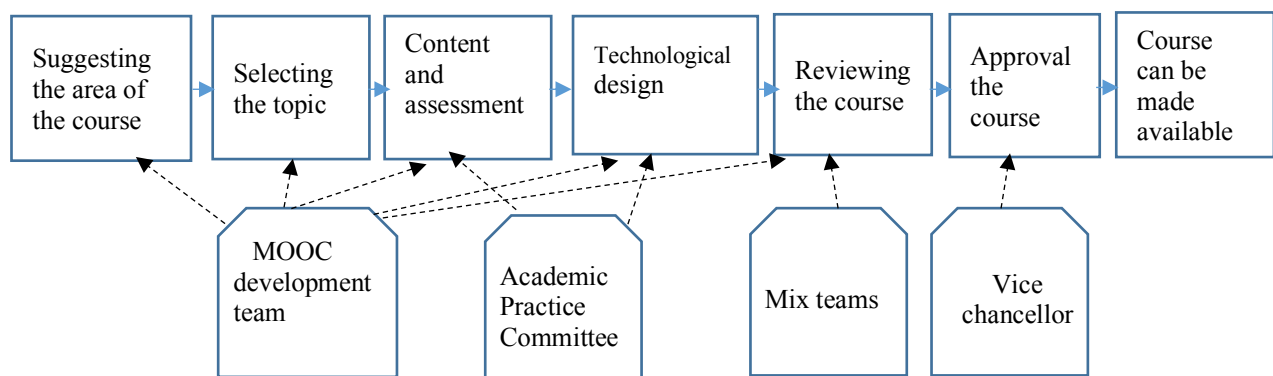 Suggesting
the area of
the course
Selecting
the topic
Content
and
assessment
Technological
design
Reviewing
the course
Approval
the
course
Course
can be
made
available
MOOC
development
team
Academic
Practice
Committee
Mix teams
Vice
chancellor